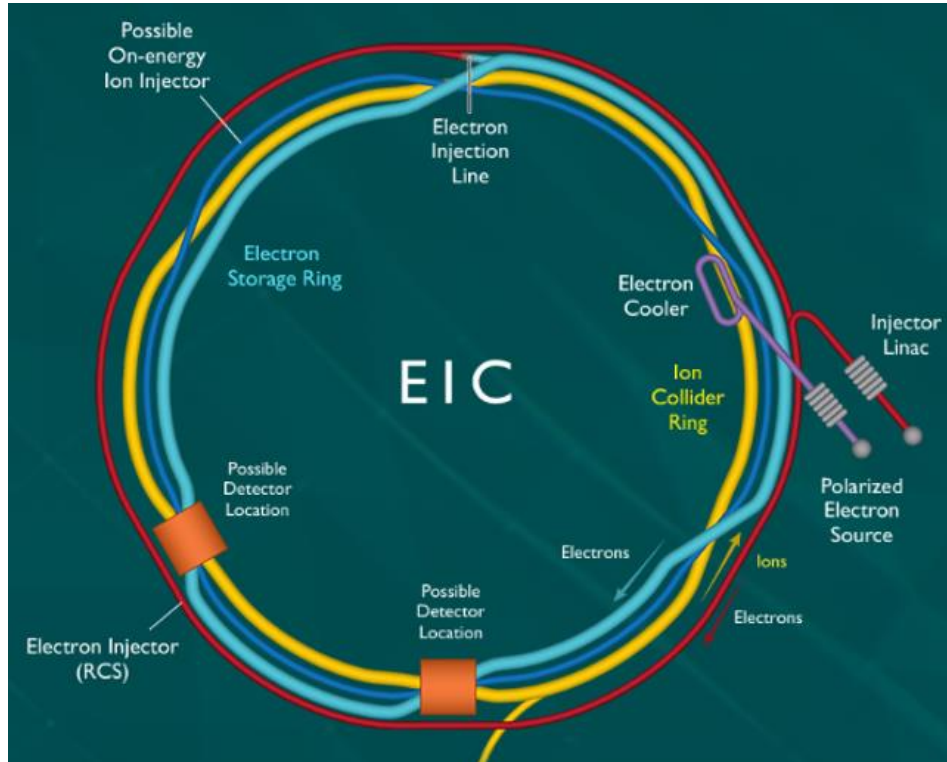 Possible
On-energy
Ion Injector
Electron
Injection
Line
Electron
Storage Ring
Electron
Cooler
Injector
Linac
EIC
Ion
Collider
Ring
Possible
Detector
Location
Polarized
Electron
Source
Electrons
Ions
Possible
Detector
Location
Electrons
Electron Injector
(RCS)